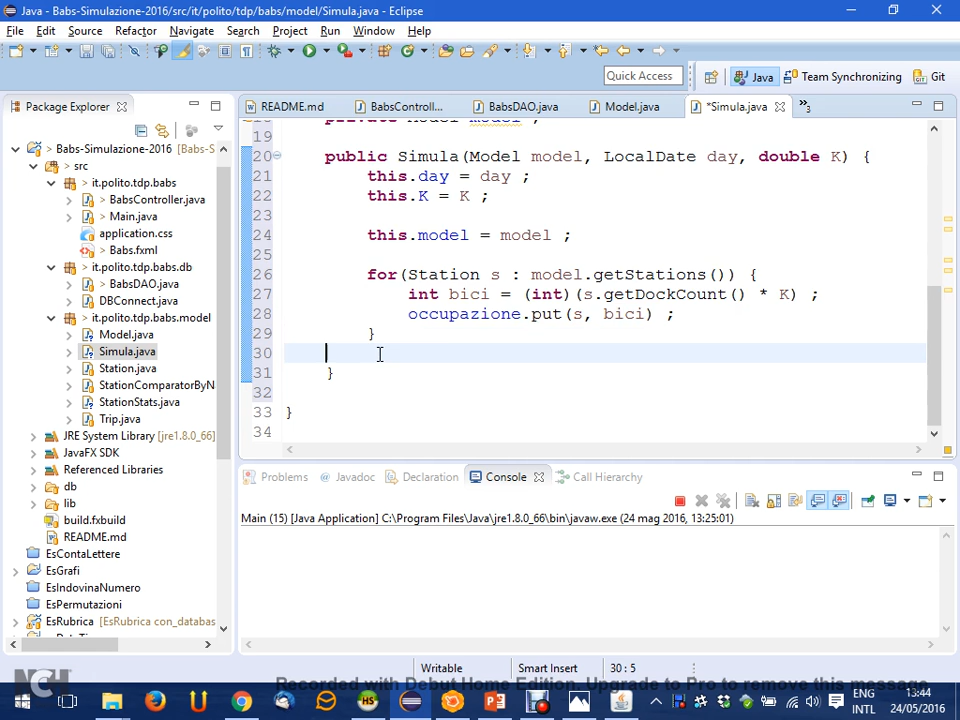 Java - Babs-Simulazione-2016/src/it/polito/tdp/babs/model/Simula.java - Eclipse
File Edit Source Refactor Navigate Search Project Run Window Help
Quick Access Java Team Synchronizing Git
Package Explorer
README.md BabsControll... BabsDAO.java Model.java *Simula.java »3
> Babs-Simulazione-2016 [Babs-S
> src
> it.polito.tdp.babs
> BabsController.java
> Main.java
application.css
> Babs.fxml
> it.polito.tdp.babs.db
> BabsDAO.java
DBConnect.java
> it.polito.tdp.babs.model
Model.java
Simula.java
Station.java
StationComparatorByN
StationStats.java
Trip.java
JRE System Library [jre1.8.0_66]
JavaFX SDK
Referenced Libraries
db
lib
build.fxbuild
README.md
EsContaLettere
EsGrafi
EsIndovinaNumero
EsPermutazioni
EsRubrica [EsRubrica con_databas
18 private Model model ;
19
20 public Simula(Model model, LocalDate day, double K) {
21 this.day = day ;
22 this.K = K ;
23
24 this.model = model ;
25
26 for(Station s : model.getStations()) {
27 int bici = (int)(s.getDockCount() * K) ;
28 occupazione.put(s, bici) ;
29 }
30
31 }
32
33 }
34
Problems Javadoc Declaration Console Call Hierarchy
Main (15) [Java Application] C:\Program Files\Java\jre1.8.0_66\bin\javaw.exe (24 mag 2016, 13:25:01)
Writable Smart Insert 30 : 5
NCH
Recorded with Debut Home Edition. Upgrade to Pro to remove this message
ENG
INTL
13:44
24/05/2016